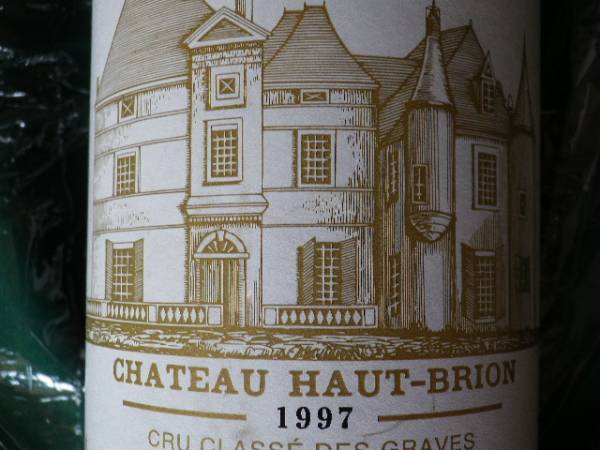 CHATEAU HAUT-BRION
1997
CRU CLASSÉ DES GRAVES